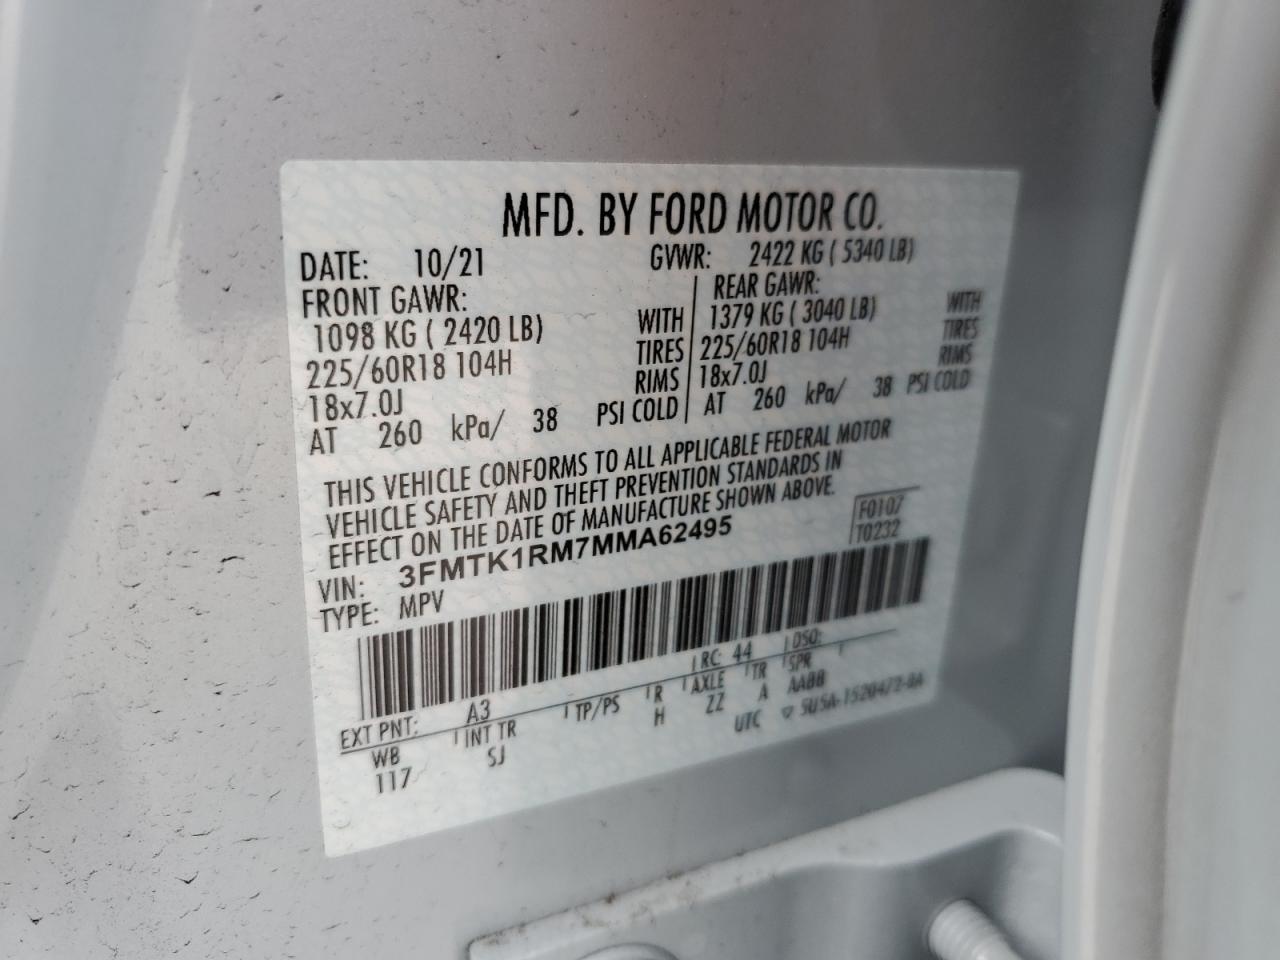 MFD. BY FORD MOTOR CO.
DATE: 10/21 GVWR: 2422 KG ( 5340 LB)
FRONT GAWR: REAR GAWR:
1098 KG ( 2420 LB) WITH 1379 KG ( 3040 LB) WITH
225/60R18 104H TIRES 225/60R18 104H TIRES
18x7.0J RIMS 18x7.0J RIMS
AT 260 kPa/ 38 PSI COLD AT 260 kPa/ 38 PSI COLD
THIS VEHICLE CONFORMS TO ALL APPLICABLE FEDERAL MOTOR
VEHICLE SAFETY AND THEFT PREVENTION STANDARDS IN
EFFECT ON THE DATE OF MANUFACTURE SHOWN ABOVE.
F0107
T0232
VIN: 3FMTK1RM7MMA62495
TYPE: MPV
RC: 44 DSO:
EXT PNT: A3
WB INT TR TP/PS R AXLE TR SPR
117 SJ H ZZ A AABB
UTC 5U5A-1520472-0A